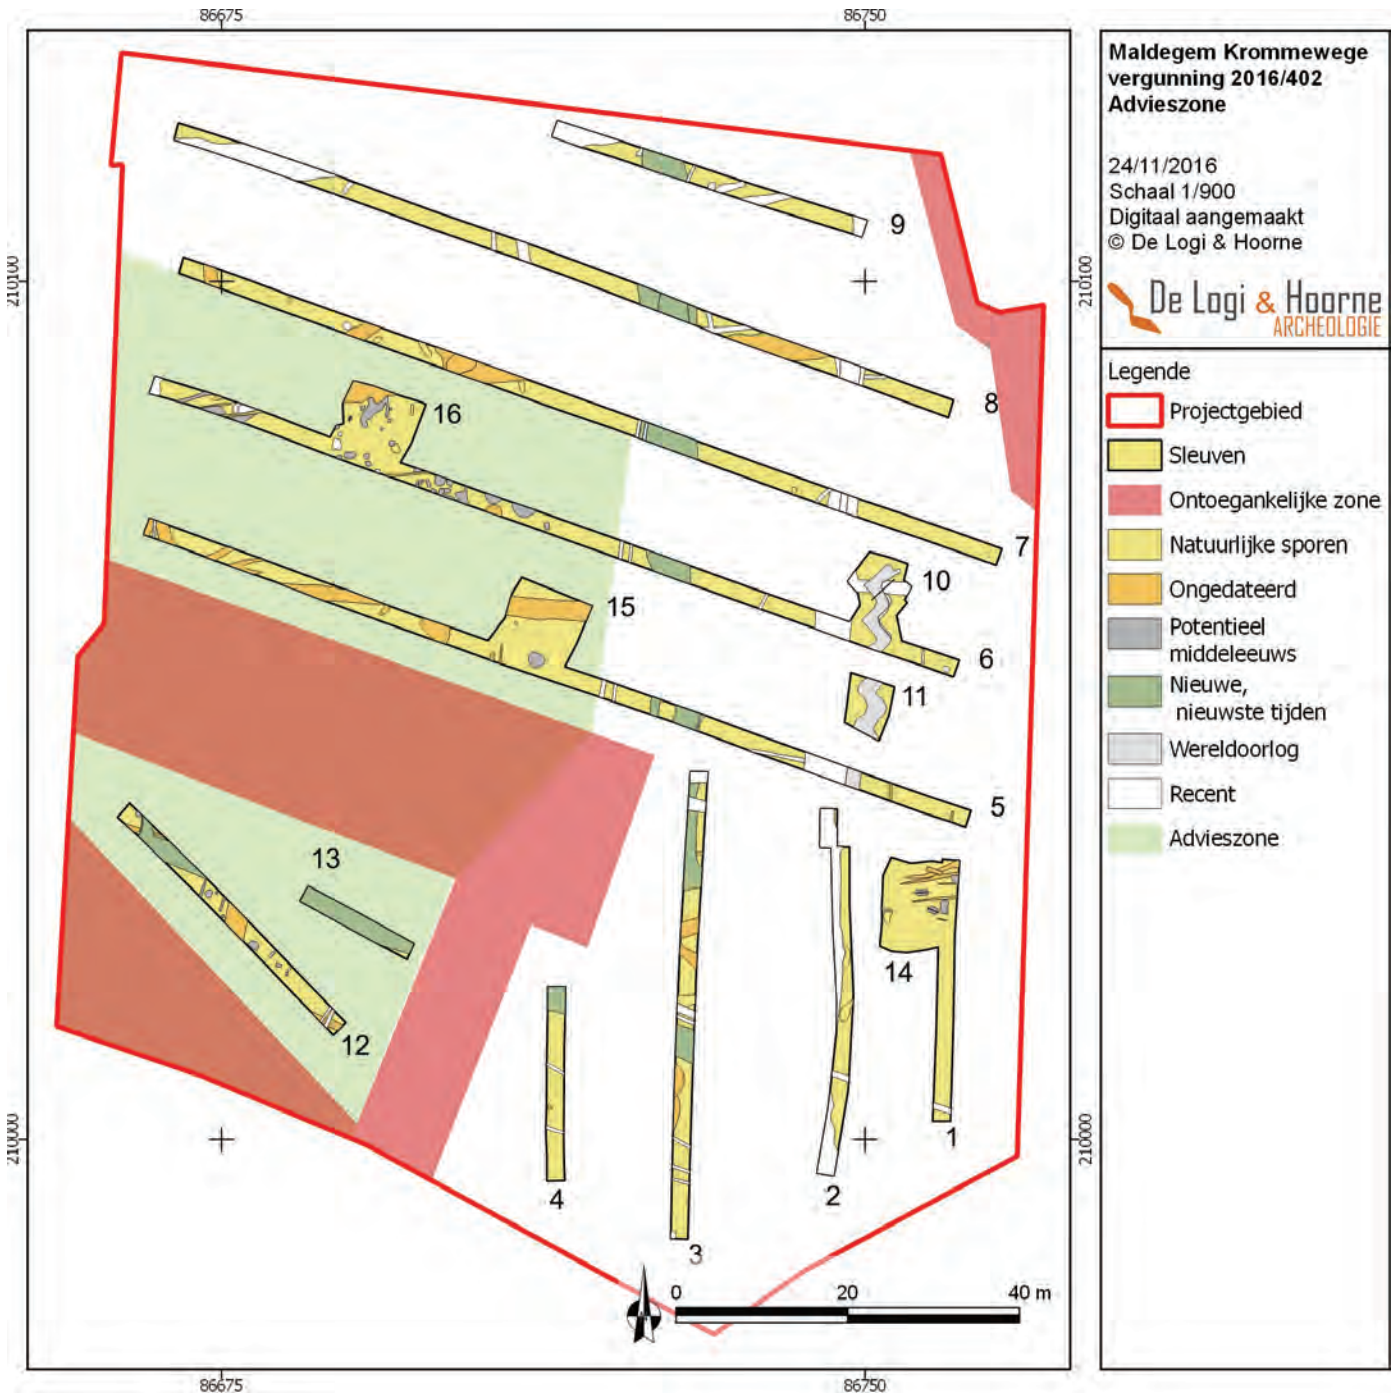 86675
86750
210100
210100
210000
210000
86675
86750
9
8
16
7
10
15
6
11
5
13
14
12
1
4
2
3
0 20 40 m
Maldegem Krommewege
vergunning 2016/402
Advieszone
24/11/2016
Schaal 1/900
Digitaal aangemaakt
© De Logi & Hoorne
De Logi & Hoorne
ARCHEOLOGIE
Legende
Projectgebied
Sleuven
Ontoegankelijke zone
Natuurlijke sporen
Ongedateerd
Potentieel
middeleeuws
Nieuwe,
nieuwste tijden
Wereldoorlog
Recent
Advieszone